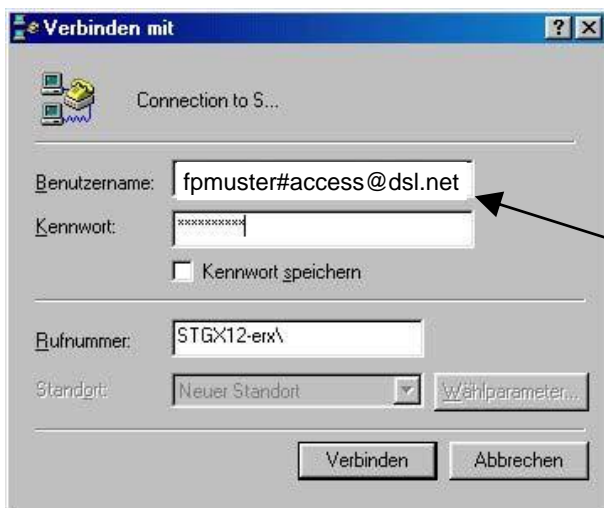 Verbinden mit
Connection to S...
Benutzername: fpmuster#access@dsl.net
Kennwort: **********
Kennwort speichern
Rufnummer: STGX12-erx\
Standort: Neuer Standort Wählparameter...
Verbinden Abbrechen